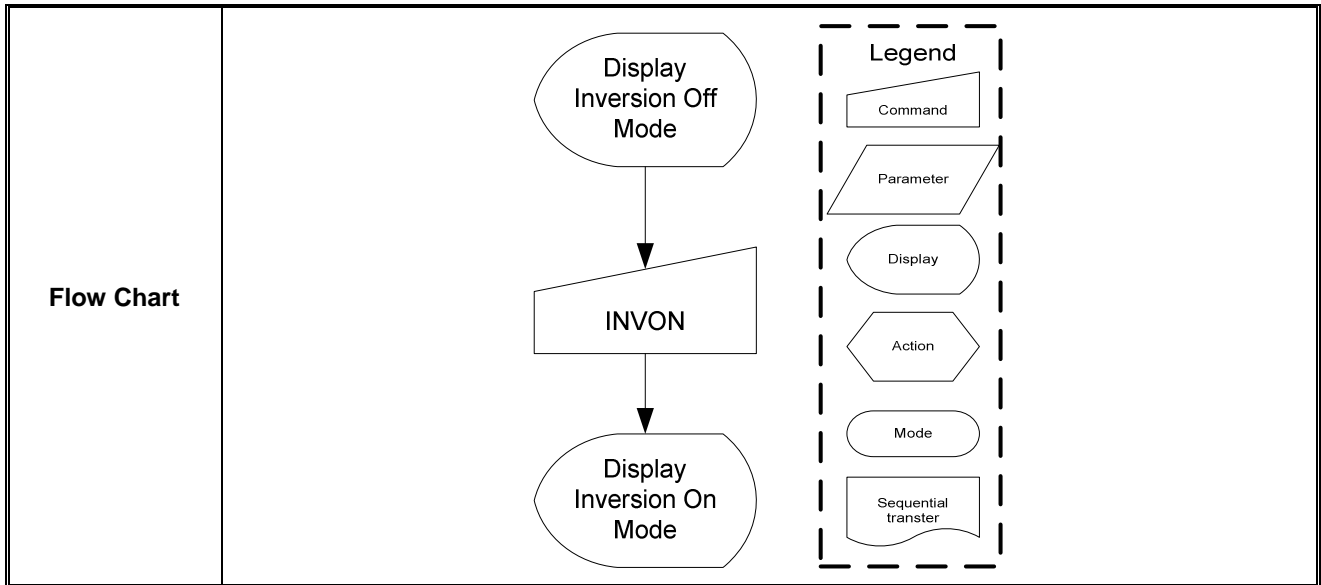 Flow Chart
Display
Inversion Off
Mode
INVON
Display
Inversion On
Mode
Legend
Command
Parameter
Display
Action
Mode
Sequential
transter